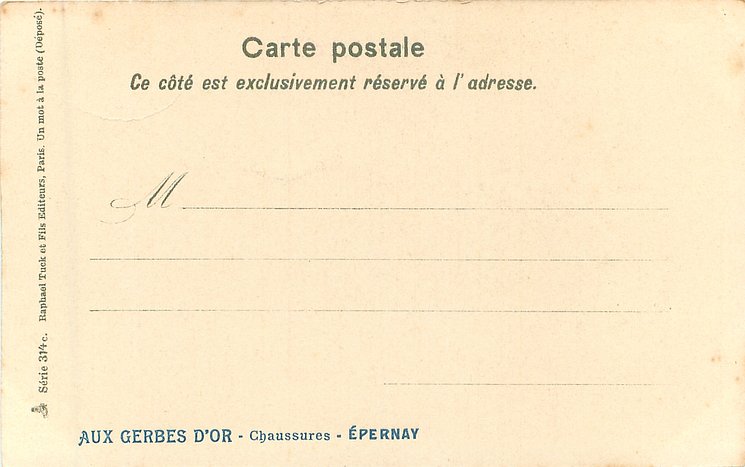 Carte postale
Ce côté est exclusivement réservé à l'adresse.
M
AUX GERBES D'OR - Chaussures - ÉPERNAY
Série 314c. Raphael Tuck et Fils Editeurs, Paris. Un mot à la poste (Déposé).